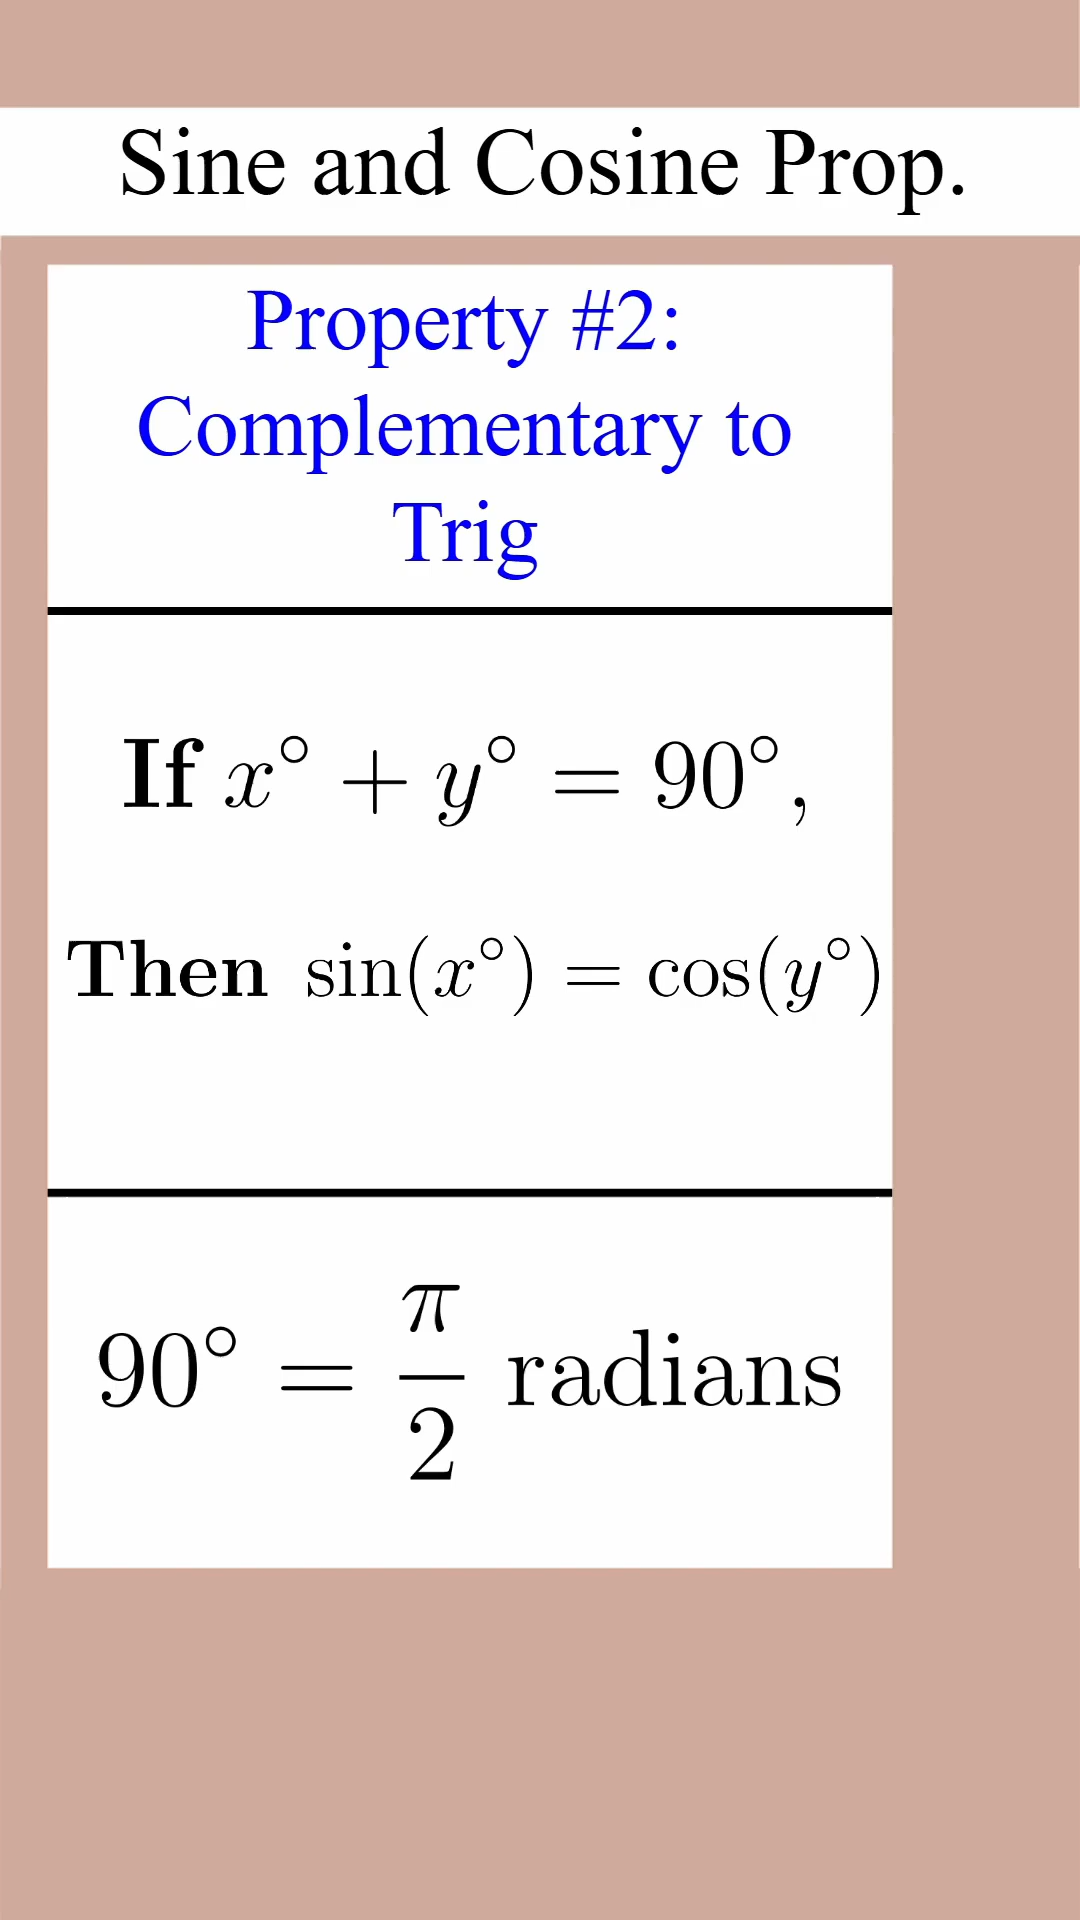 Sine and Cosine Prop.
Property #2:
Complementary to
Trig
If x° + y° = 90°,
Then sin(x°) = cos(y°)
90° = π/2 radians